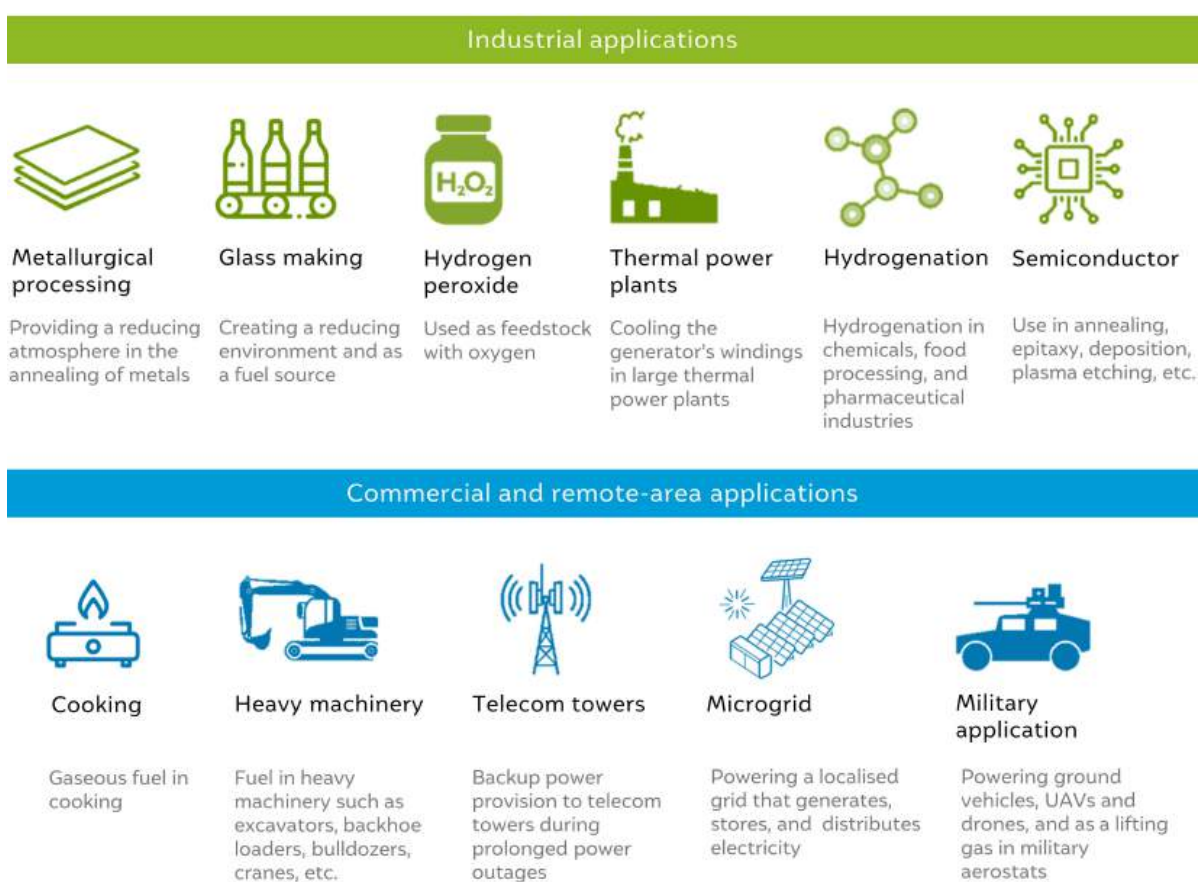 Industrial applications
H₂O₂
Metallurgical
processing
Providing a reducing
atmosphere in the
annealing of metals
Glass making
Creating a reducing
environment and as
a fuel source
Hydrogen
peroxide
Used as feedstock
with oxygen
Thermal power
plants
Cooling the
generator's windings
in large thermal
power plants
Hydrogenation
Hydrogenation in
chemicals, food
processing, and
pharmaceutical
industries
Semiconductor
Use in annealing,
epitaxy, deposition,
plasma etching, etc.
Commercial and remote-area applications
Cooking
Gaseous fuel in
cooking
Heavy machinery
Fuel in heavy
machinery such as
excavators, backhoe
loaders, bulldozers,
cranes, etc.
Telecom towers
Backup power
provision to telecom
towers during
prolonged power
outages
Microgrid
Powering a localised
grid that generates,
stores, and distributes
electricity
Military
application
Powering ground
vehicles, UAVs and
drones, and as a lifting
gas in military
aerostats